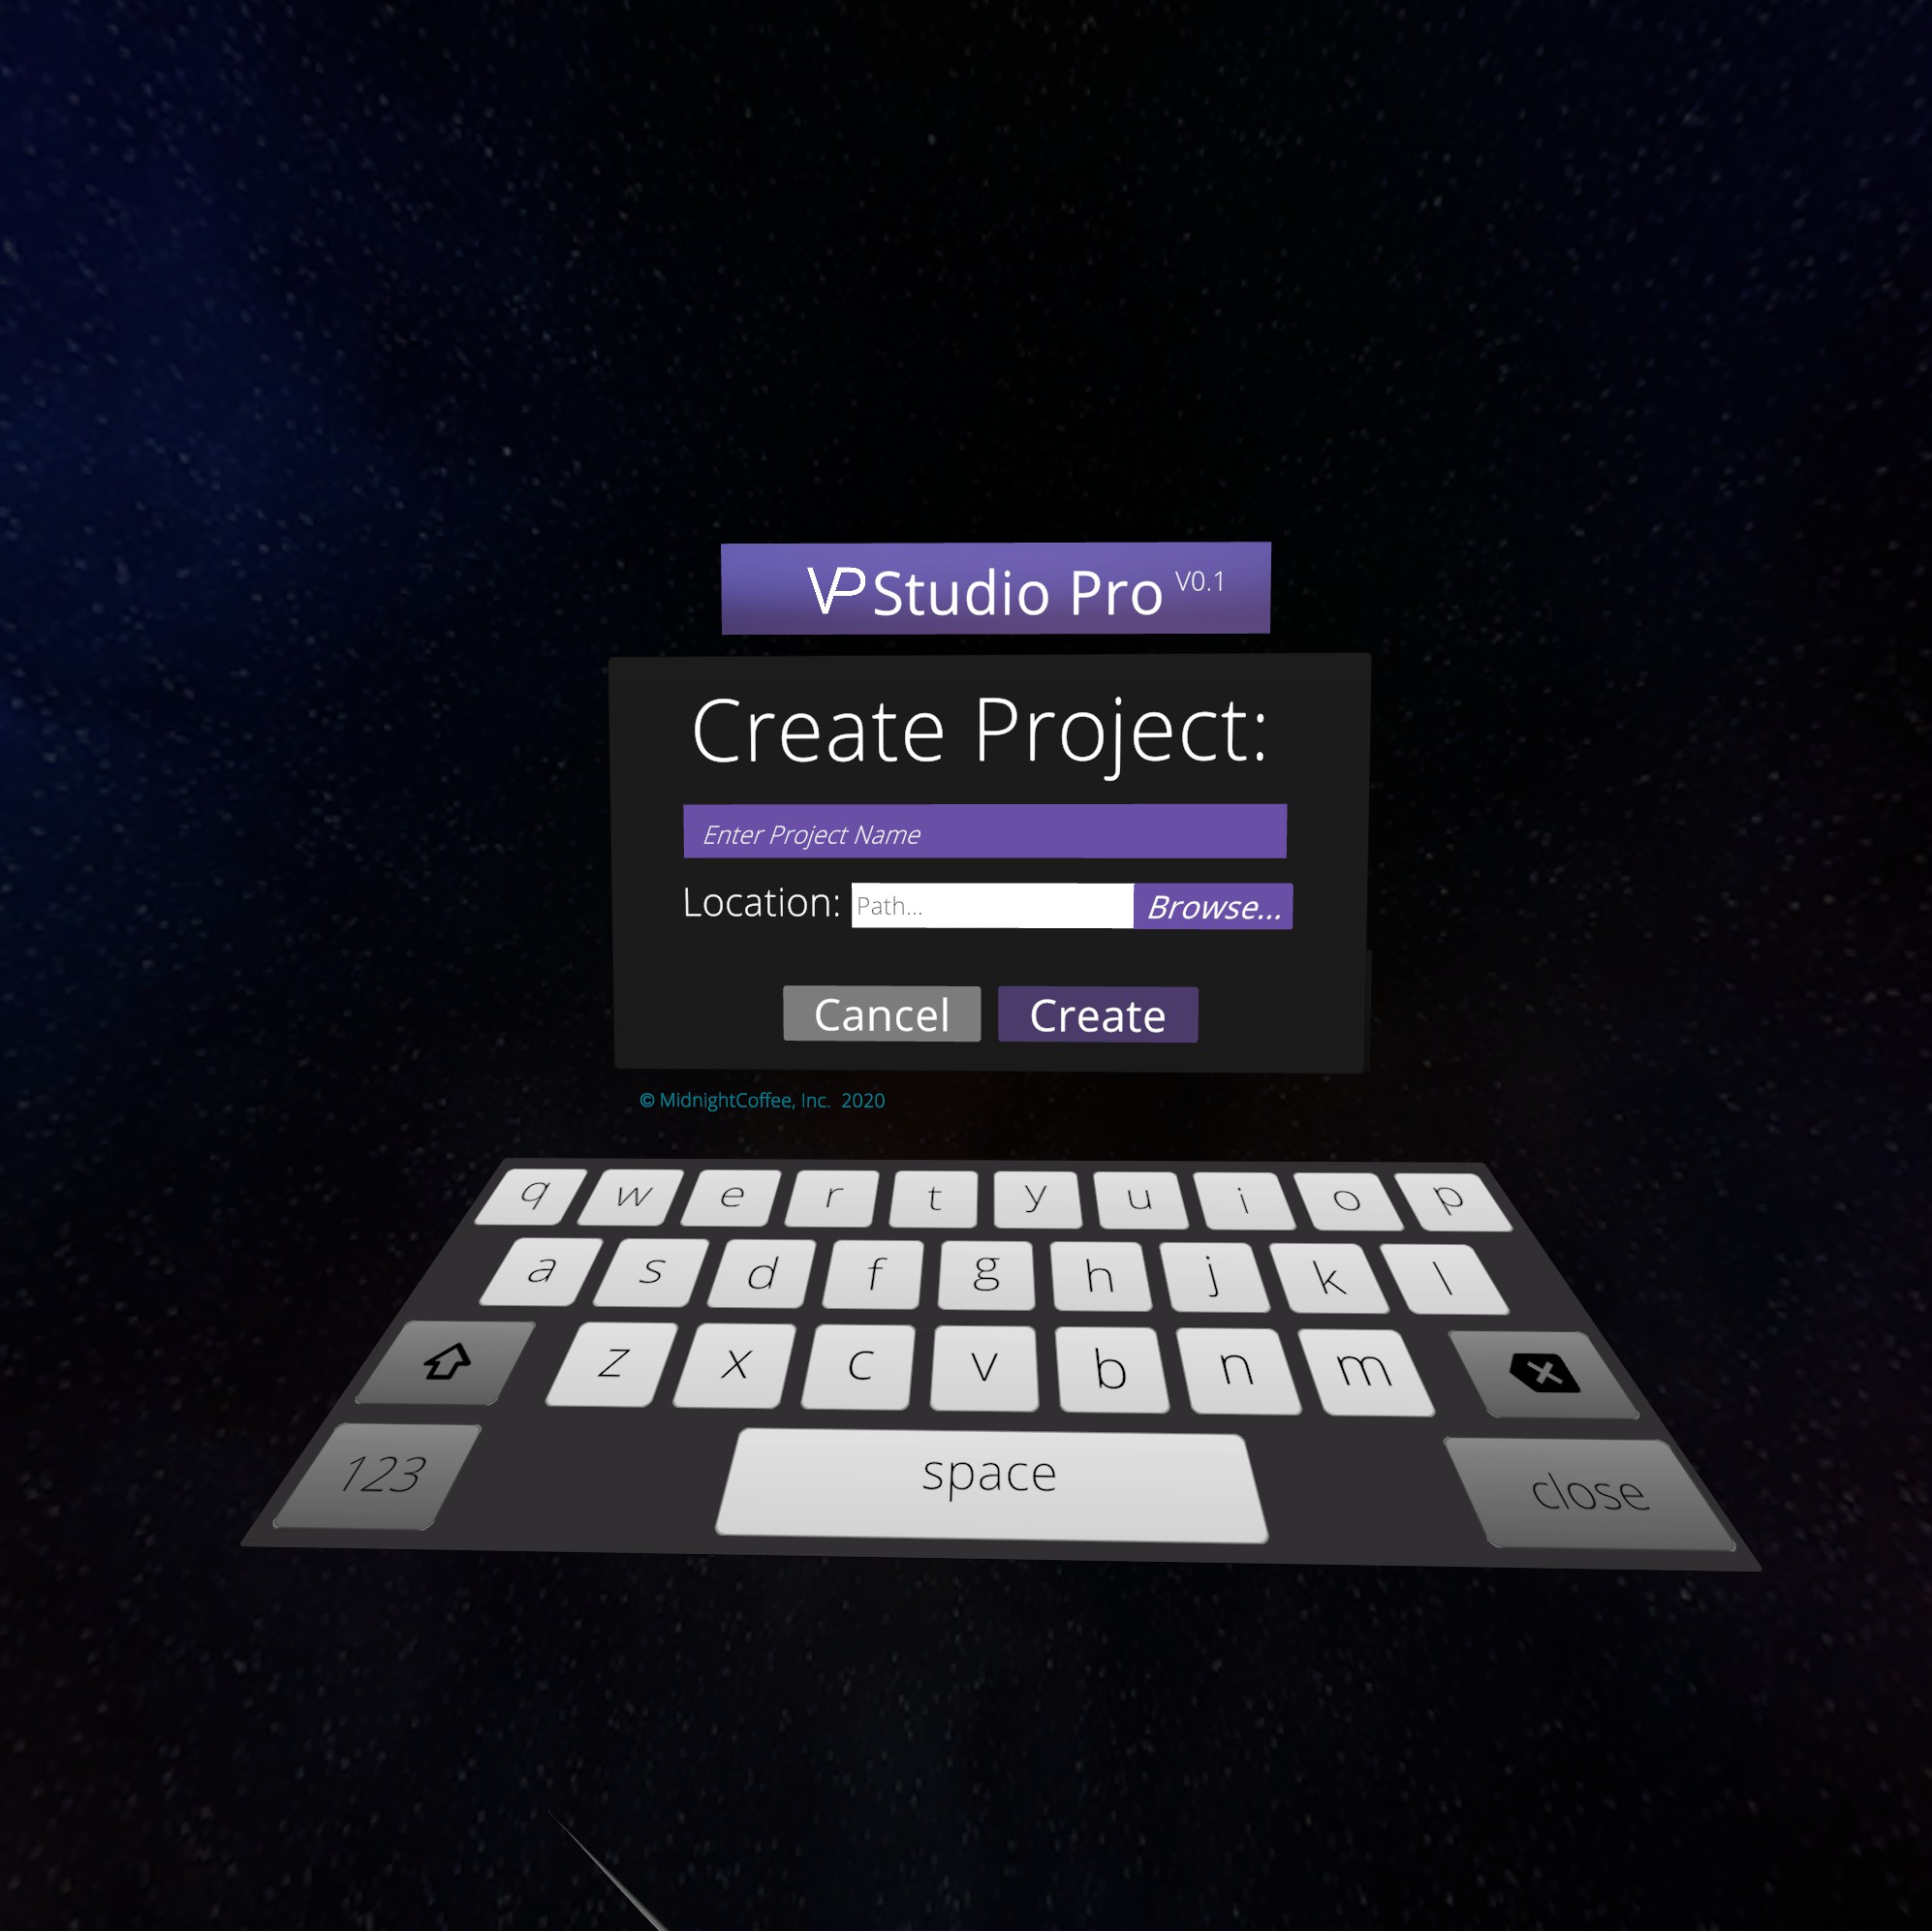 VP Studio Pro V0.1
Create Project:
Enter Project Name
Location: Path... Browse...
Cancel Create
© MidnightCoffee, Inc. 2020
q w e r t y u i o p
a s d f g h j k l
z x c v b n m
123 space close